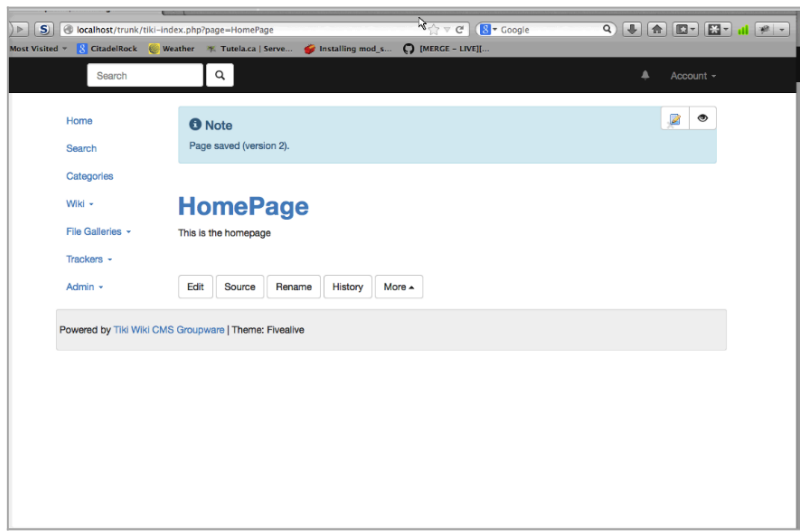 localhost/trunk/tiki-index.php?page=HomePage
Google
Most Visited
CitadelRock
Weather
Tutela.ca | Serve...
Installing mod_s...
[MERGE – LIVE][...
Search
Account
Home
Search
Categories
Wiki
File Galleries
Trackers
Admin
Note
Page saved (version 2).
HomePage
This is the homepage
Edit Source Rename History More
Powered by Tiki Wiki CMS Groupware | Theme: Fivealive